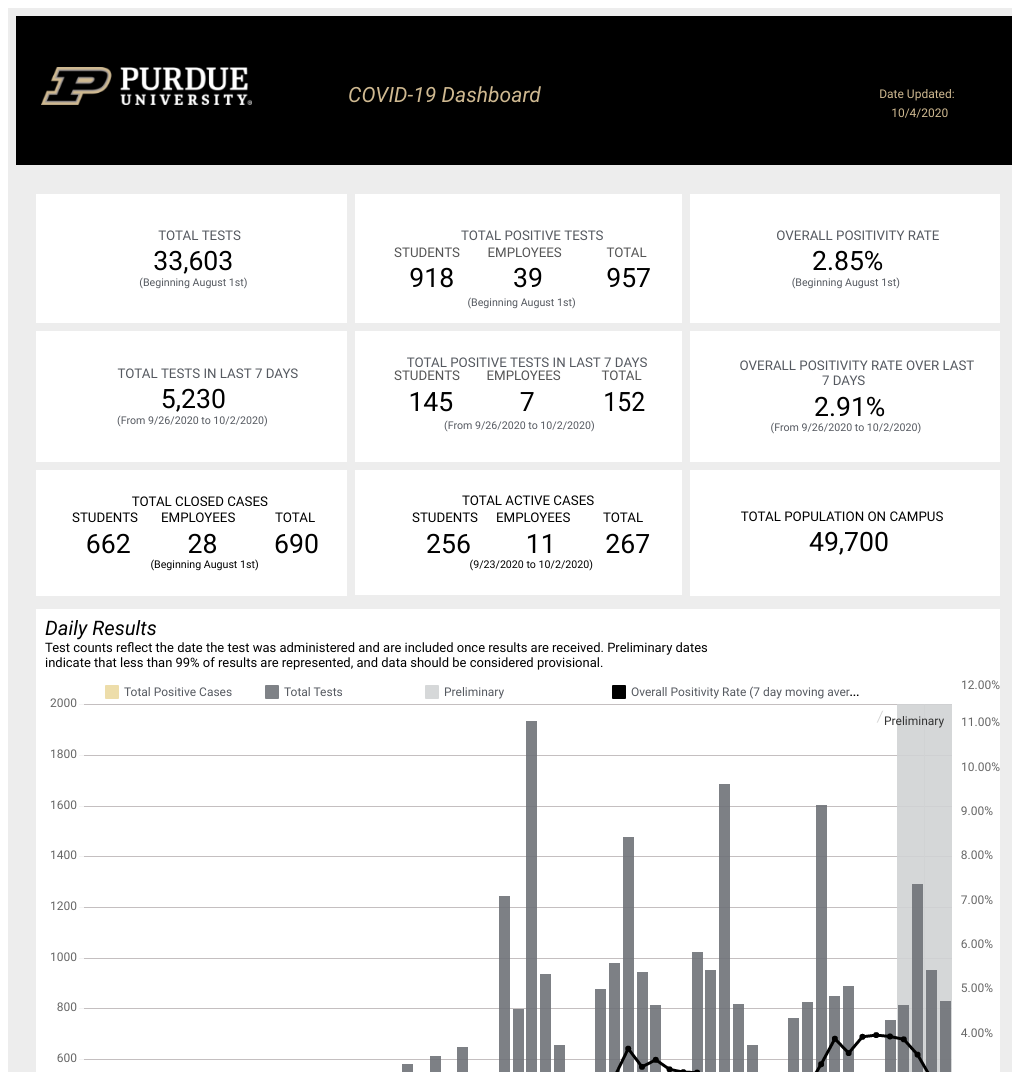 PURDUE
UNIVERSITY®
COVID-19 Dashboard
Date Updated:
10/4/2020
TOTAL TESTS
33,603
(Beginning August 1st)
TOTAL POSITIVE TESTS
STUDENTS EMPLOYEES TOTAL
918 39 957
(Beginning August 1st)
OVERALL POSITIVITY RATE
2.85%
(Beginning August 1st)
TOTAL TESTS IN LAST 7 DAYS
5,230
(From 9/26/2020 to 10/2/2020)
TOTAL POSITIVE TESTS IN LAST 7 DAYS
STUDENTS EMPLOYEES TOTAL
145 7 152
(From 9/26/2020 to 10/2/2020)
OVERALL POSITIVITY RATE OVER LAST
7 DAYS
2.91%
(From 9/26/2020 to 10/2/2020)
TOTAL CLOSED CASES
STUDENTS EMPLOYEES TOTAL
662 28 690
(Beginning August 1st)
TOTAL ACTIVE CASES
STUDENTS EMPLOYEES TOTAL
256 11 267
(9/23/2020 to 10/2/2020)
TOTAL POPULATION ON CAMPUS
49,700
Daily Results
Test counts reflect the date the test was administered and are included once results are received. Preliminary dates
indicate that less than 99% of results are represented, and data should be considered provisional.
Total Positive Cases Total Tests Preliminary Overall Positivity Rate (7 day moving aver...
2000
1800
1600
1400
1200
1000
800
600
Preliminary
12.00%
11.00%
10.00%
9.00%
8.00%
7.00%
6.00%
5.00%
4.00%